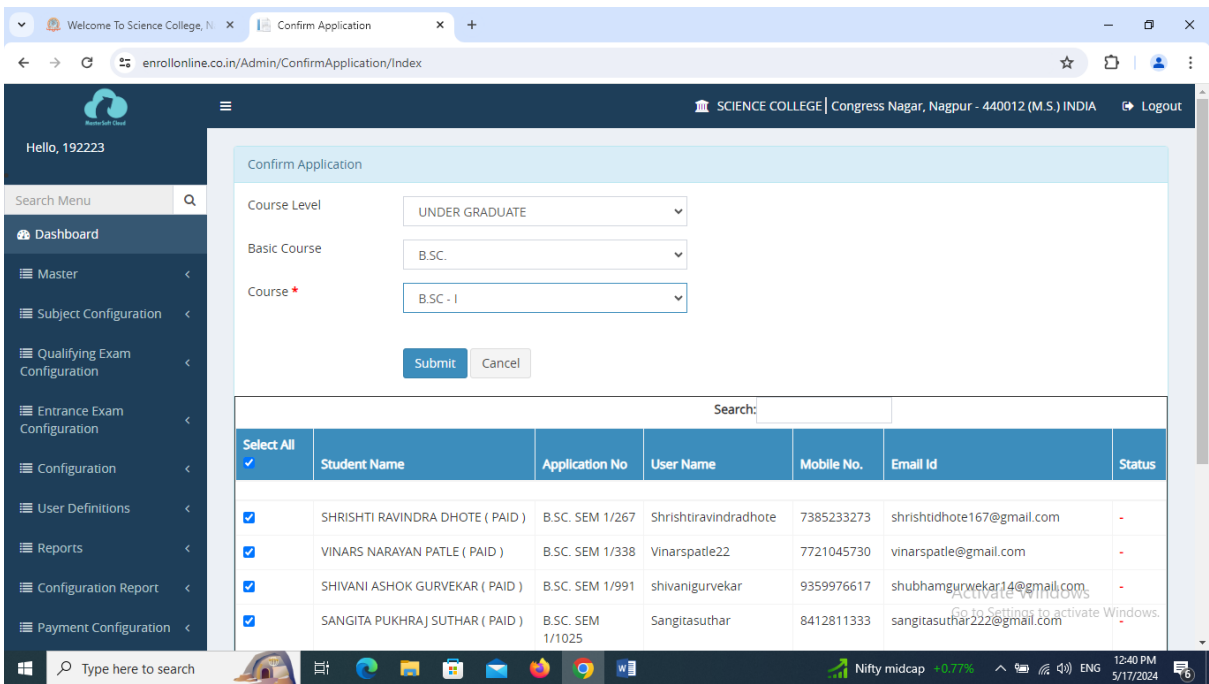 Welcome To Science College, N
Confirm Application
enrollonline.co.in/Admin/ConfirmApplication/Index
MasterSoft Cloud
SCIENCE COLLEGE| Congress Nagar, Nagpur - 440012 (M.S.) INDIA
Logout
Hello, 192223
Search Menu
Dashboard
Master
Subject Configuration
Qualifying Exam
Configuration
Entrance Exam
Configuration
Configuration
User Definitions
Reports
Configuration Report
Payment Configuration
Confirm Application
Course Level UNDER GRADUATE
Basic Course B.SC.
Course * B.SC - I
Submit Cancel
Search:
Select All Student Name Application No User Name Mobile No. Email Id Status
SHRISHTI RAVINDRA DHOTE ( PAID ) B.SC. SEM 1/267 Shrishtiravindradhote 7385233273 shrishtidhote167@gmail.com -
VINARS NARAYAN PATLE ( PAID ) B.SC. SEM 1/338 Vinarspatle22 7721045730 vinarspatle@gmail.com -
SHIVANI ASHOK GURVEKAR ( PAID ) B.SC. SEM 1/991 shivanigurvekar 9359976617 shubhamgurwekar14@gmail.com -
SANGITA PUKHRAJ SUTHAR ( PAID ) B.SC. SEM 1/1025 Sangitasuthar 8412811333 sangitasuthar222@gmail.com -
Activate Windows
Go to Settings to activate Windows.
Type here to search
Nifty midcap +0.77%
ENG
12:40 PM
5/17/2024
6